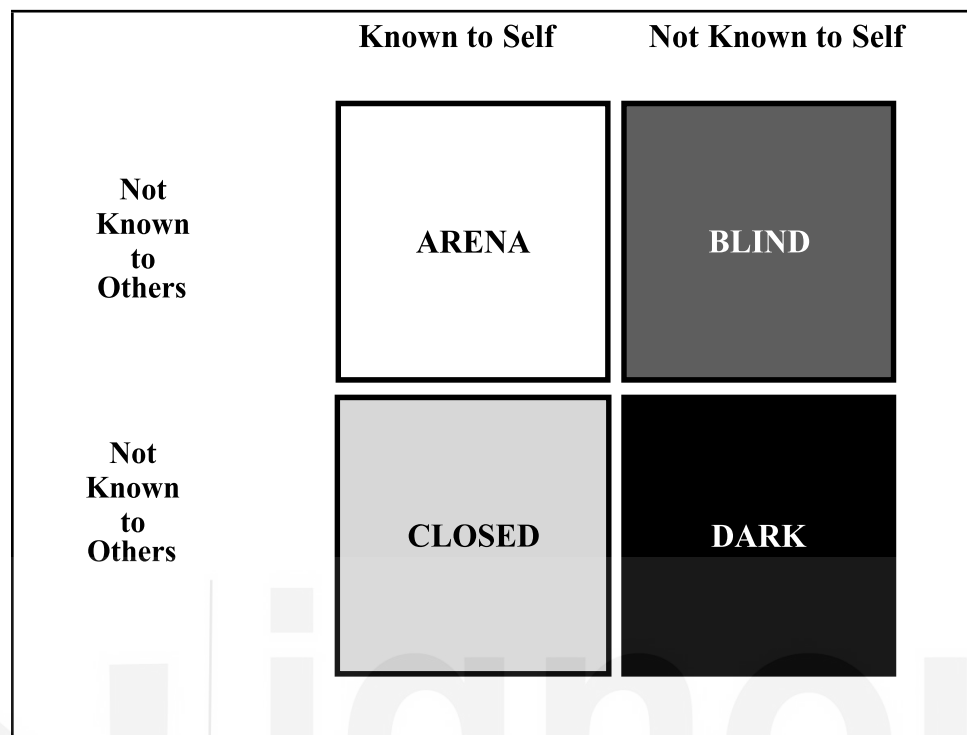 Known to Self Not Known to Self
Not
Known
to
Others
ARENA BLIND
Not
Known
to
Others
CLOSED DARK
ignou